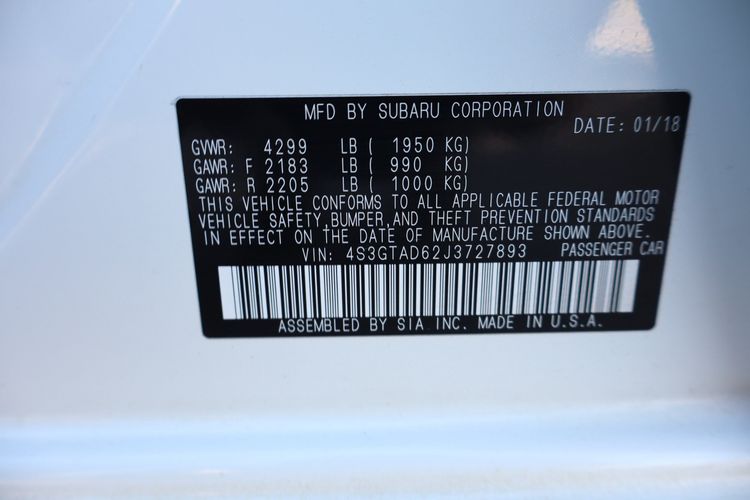 MFD BY SUBARU CORPORATION
DATE: 01/18
GVWR: 4299 LB ( 1950 KG)
GAWR: F 2183 LB ( 990 KG)
GAWR: R 2205 LB ( 1000 KG)
THIS VEHICLE CONFORMS TO ALL APPLICABLE FEDERAL MOTOR
VEHICLE SAFETY,BUMPER,AND THEFT PREVENTION STANDARDS
IN EFFECT ON THE DATE OF MANUFACTURE SHOWN ABOVE.
VIN: 4S3GTAD62J3727893 PASSENGER CAR
ASSEMBLED BY SIA INC. MADE IN U.S.A.